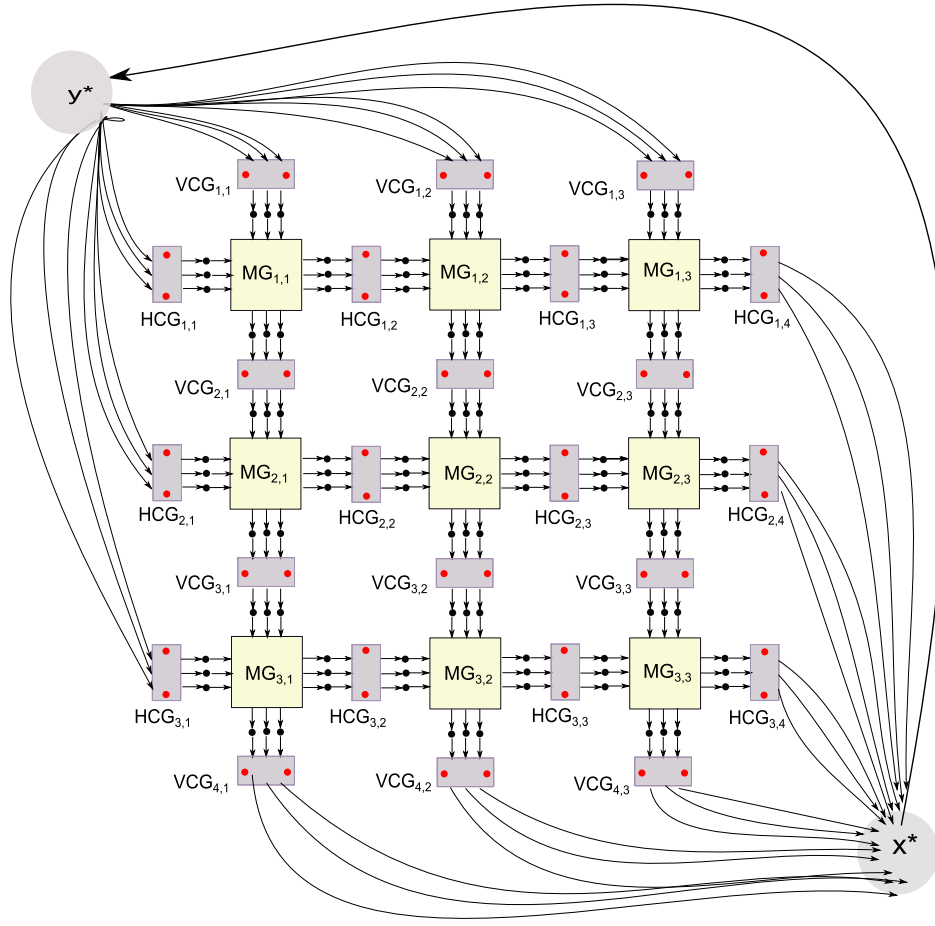 y*
VCG1,1
VCG1,2
VCG1,3
MG1,1
MG1,2
MG1,3
HCG1,1
HCG1,2
HCG1,3
HCG1,4
VCG2,1
VCG2,2
VCG2,3
MG2,1
MG2,2
MG2,3
HCG2,1
HCG2,2
HCG2,3
HCG2,4
VCG3,1
VCG3,2
VCG3,3
MG3,1
MG3,2
MG3,3
HCG3,1
HCG3,2
HCG3,3
HCG3,4
VCG4,1
VCG4,2
VCG4,3
x*